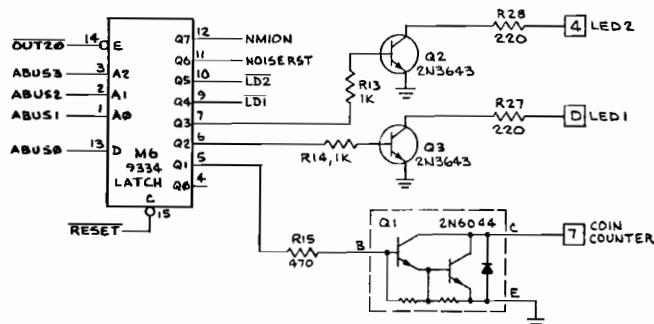 R28
220
4 LED2
OUT20
14
E
Q7
12
NMION
Q6
11
NOISERST
Q2
2N3643
ABUS3
3
A2
Q5
10
LD2
R13
1K
ABUS2
2
A1
Q4
9
LD1
ABUS1
1
A0
Q3
7
R27
220
D LED1
ABUS0
13
D
Q2
6
R14, 1K
Q3
2N3643
M6
9334
LATCH
Q1
5
Q0
4
C
15
RESET
R15
470
B
Q1
2N6044
C
7
COIN
COUNTER
E